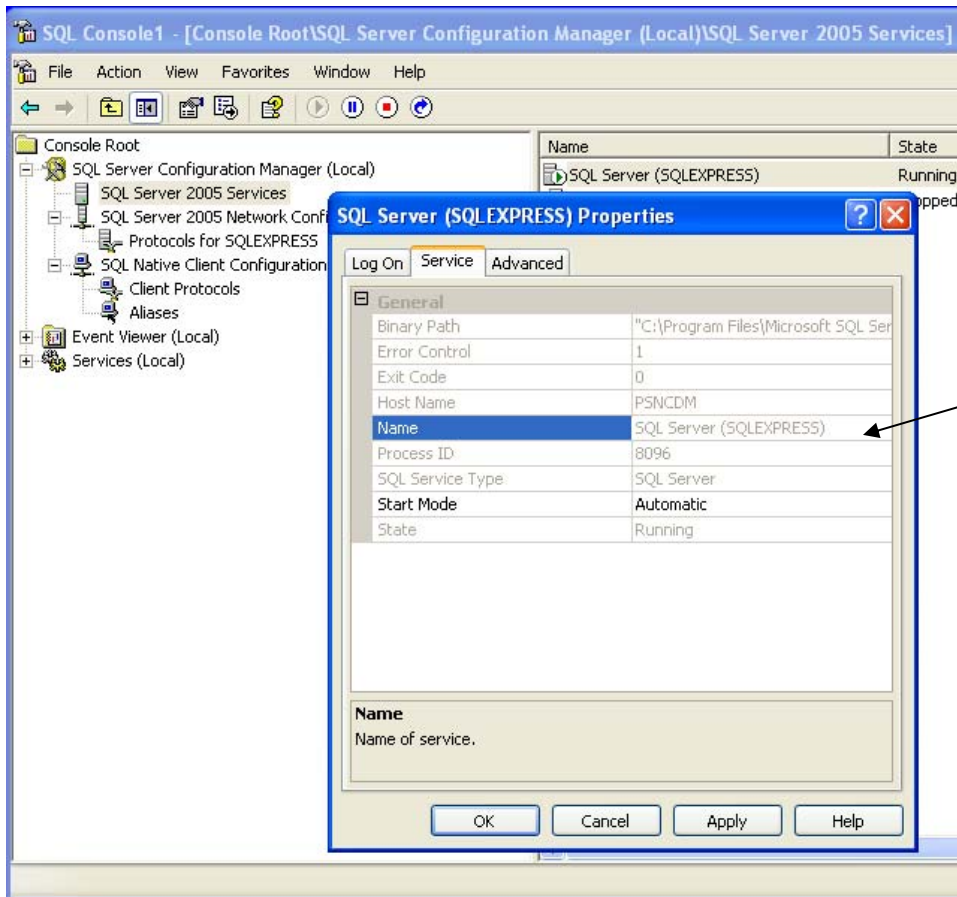 SQL Console1 - [Console Root\SQL Server Configuration Manager (Local)\SQL Server 2005 Services]
File Action View Favorites Window Help
Console Root
SQL Server Configuration Manager (Local)
SQL Server 2005 Services
SQL Server 2005 Network Confi
Protocols for SQLEXPRESS
SQL Native Client Configuration
Client Protocols
Aliases
Event Viewer (Local)
Services (Local)
Name State
SQL Server (SQLEXPRESS) Running
opped
SQL Server (SQLEXPRESS) Properties
Log On Service Advanced
General
Binary Path "C:\Program Files\Microsoft SQL Ser
Error Control 1
Exit Code 0
Host Name PSNCDM
Name SQL Server (SQLEXPRESS)
Process ID 8096
SQL Service Type SQL Server
Start Mode Automatic
State Running
Name
Name of service.
OK Cancel Apply Help